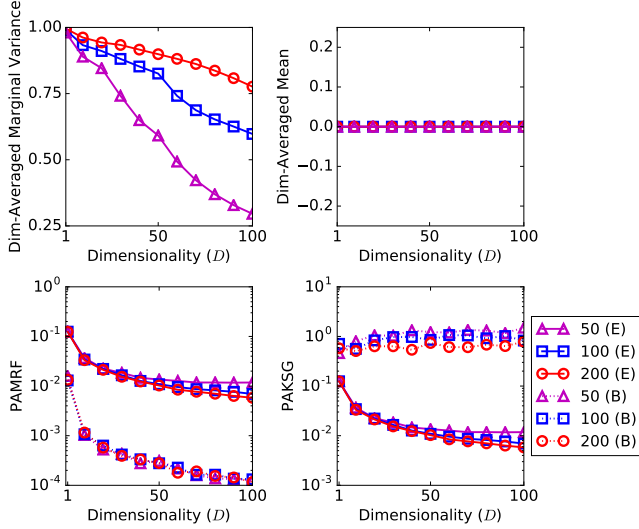 Dim-Averaged Marginal Variance
1.00
0.75
0.50
0.25
1
50
100
Dimensionality (D)
Dim-Averaged Mean
0.2
0.1
0.0
−0.1
−0.2
1
50
100
Dimensionality (D)
PAMRF
10^0
10^-1
10^-2
10^-3
10^-4
1
50
100
Dimensionality (D)
PAKSG
10^1
10^0
10^-1
10^-2
10^-3
1
50
100
Dimensionality (D)
50 (E)
100 (E)
200 (E)
50 (B)
100 (B)
200 (B)